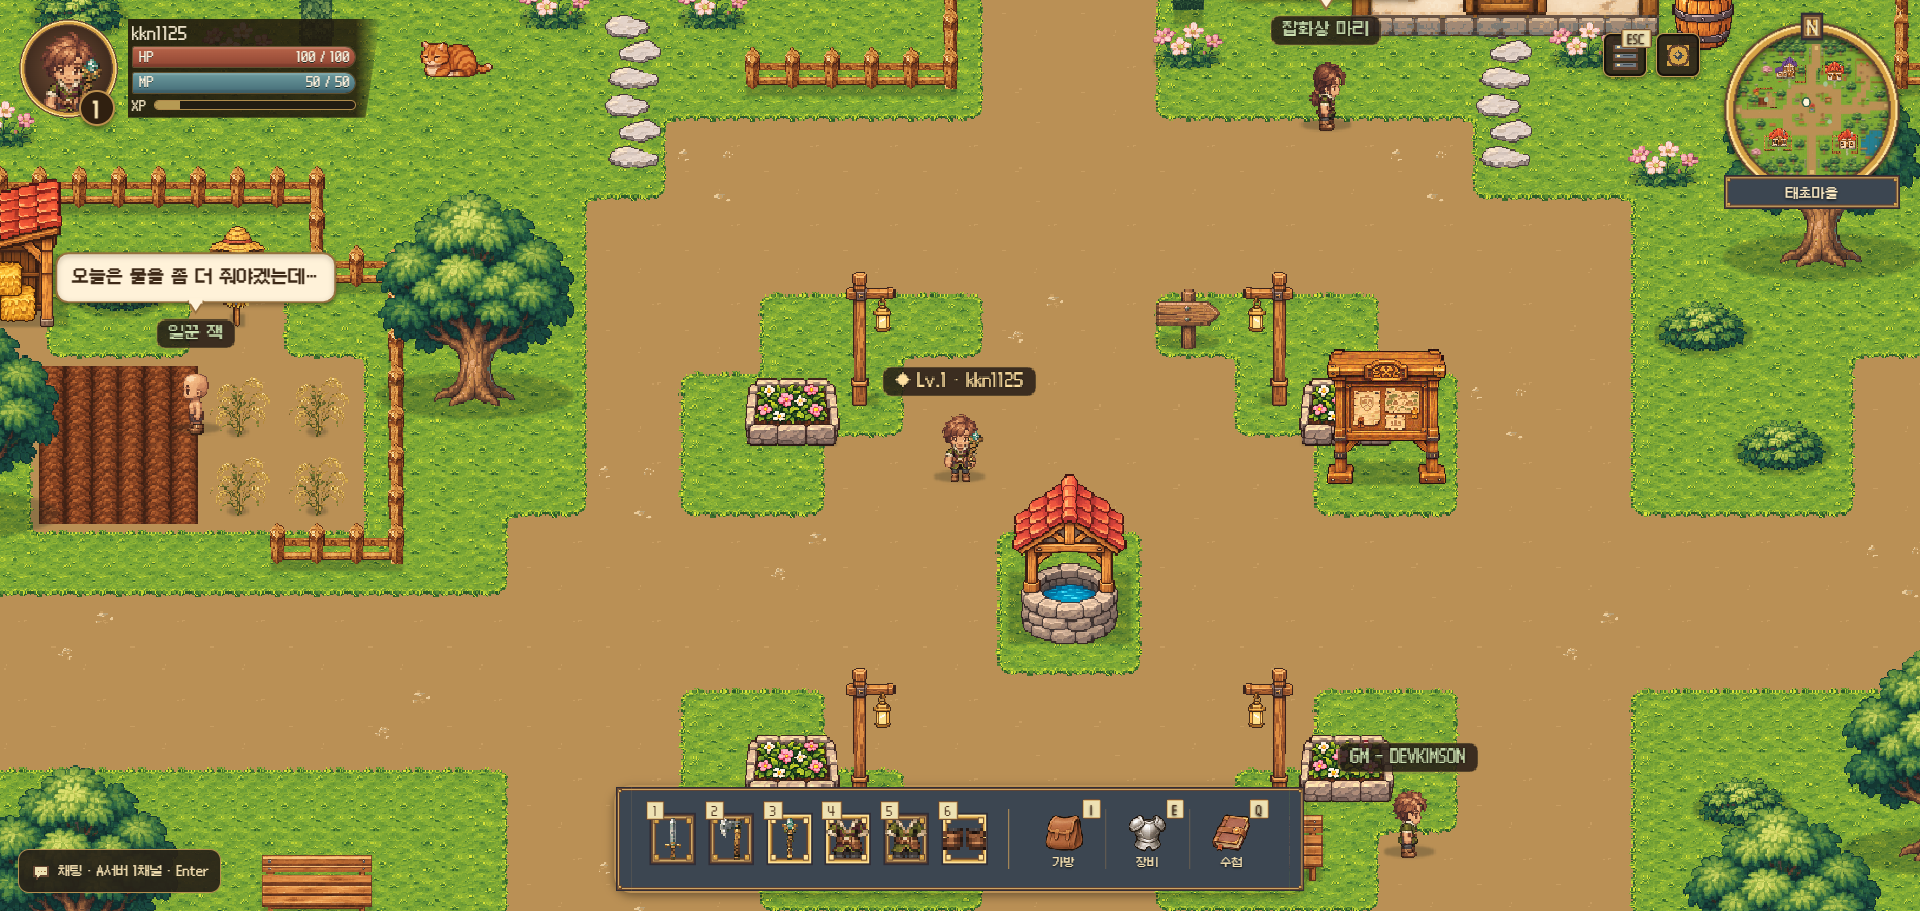 kkn1125
HP 100 / 100
MP 50 / 50
XP
1
잡화상 마리
ESC
N
태초마을
오늘은 물을 좀 더 줘야겠는데…
일꾼 잭
Lv.1 · kkn1125
GM - DEVKIMSON
1 2 3 4 5 6 I E Q
가방 장비 수첩
채팅 · A서버 1채널 · Enter